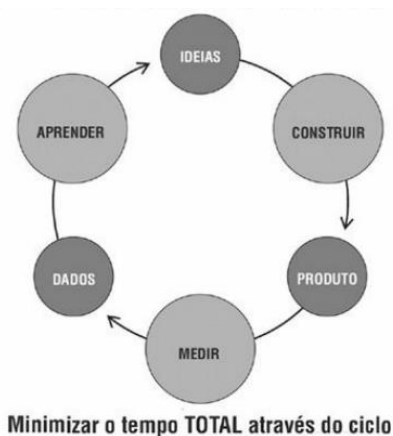 IDEIAS
CONSTRUIR
PRODUTO
MEDIR
DADOS
APRENDER
Minimizar o tempo TOTAL através do ciclo